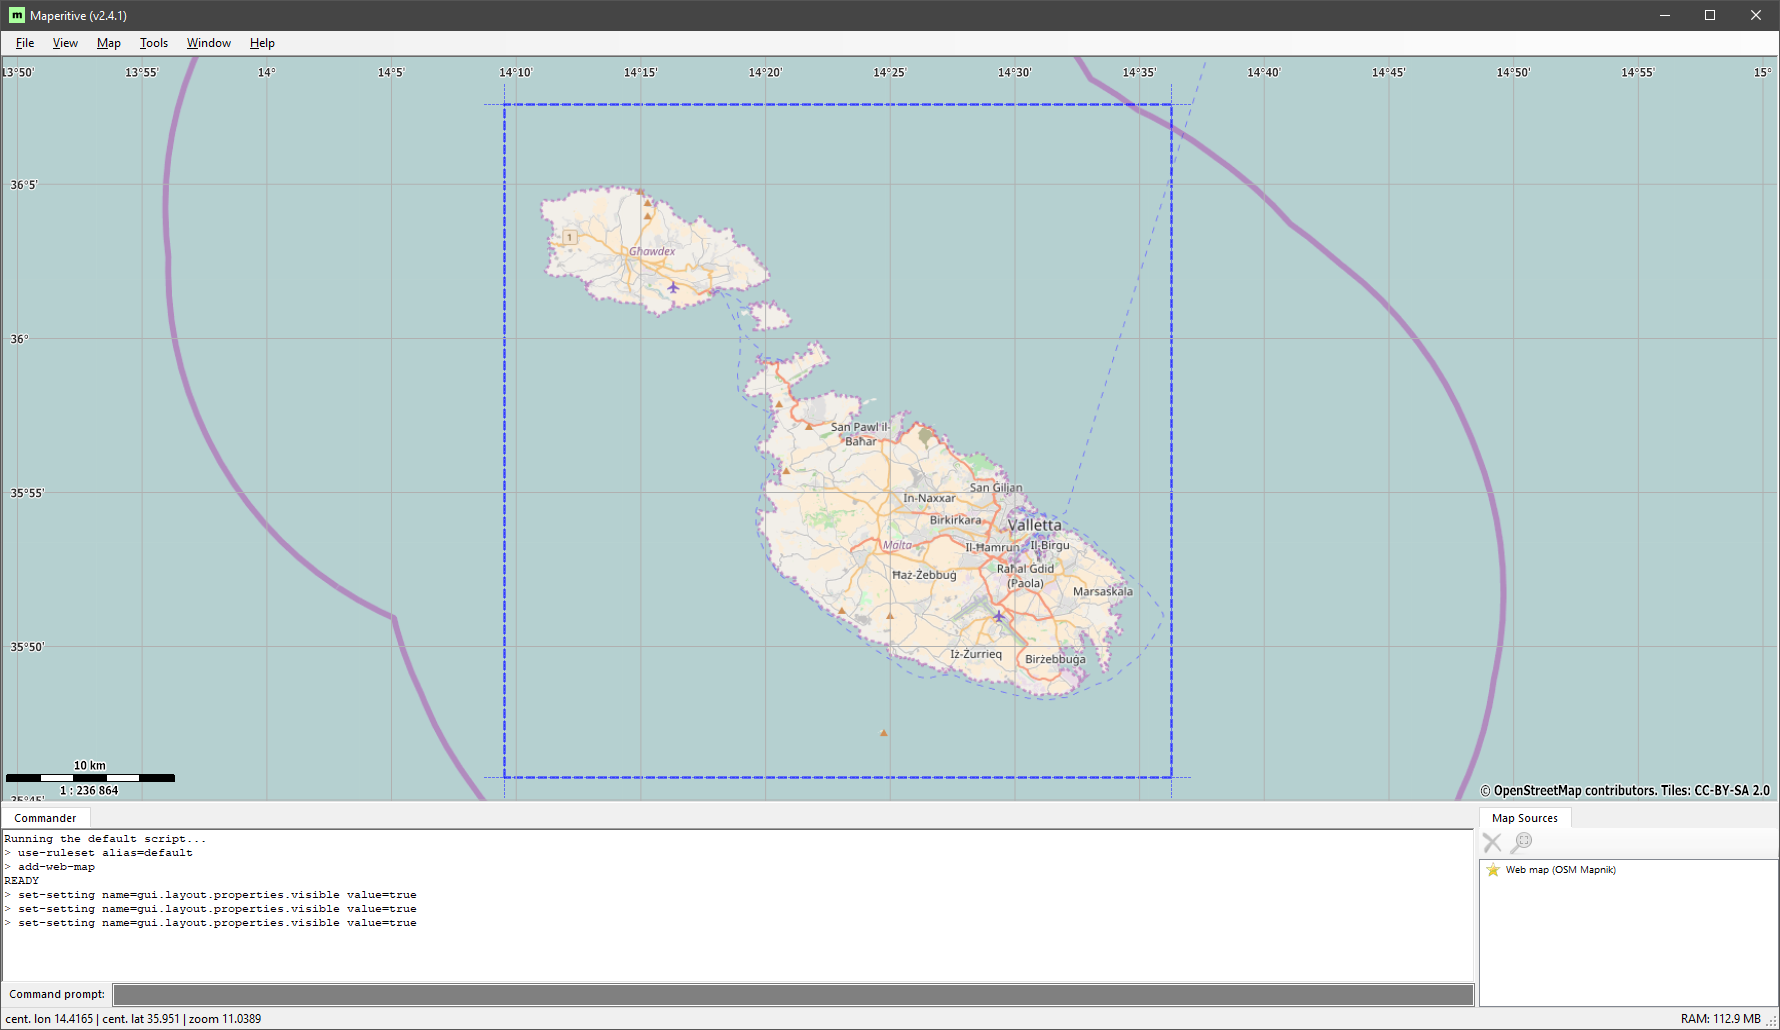 Maperitive (v2.4.1)
File View Map Tools Window Help
13°50' 13°55' 14° 14°5' 14°10' 14°15' 14°20' 14°25' 14°30' 14°35' 14°40' 14°45' 14°50' 14°55' 15°
36°5'
1
Għawdex
36°
San Pawl il-
Baħar
San Ġiljan
35°55'
In-Naxxar
Birkirkara
Valletta
Malta
Il-Ħamrun
Il-Birgu
Raħal Ġdid
(Paola)
Ħaż-Żebbuġ
Marsaskala
35°50'
Iż-Żurrieq
Birżebbuġa
10 km
1 : 236 864
35°45'
© OpenStreetMap contributors. Tiles: CC-BY-SA 2.0
Commander
Running the default script...
> use-ruleset alias=default
> add-web-map
READY
> set-setting name=gui.layout.properties.visible value=true
> set-setting name=gui.layout.properties.visible value=true
> set-setting name=gui.layout.properties.visible value=true
Command prompt:
Map Sources
Web map (OSM Mapnik)
cent. lon 14.4165 | cent. lat 35.951 | zoom 11.0389
RAM: 112.9 MB